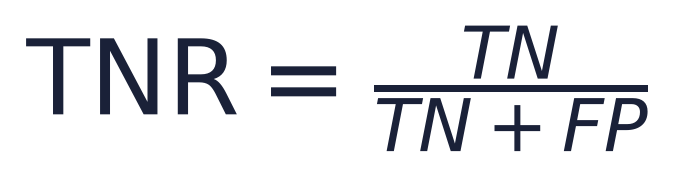 TNR = TN / TN + FP